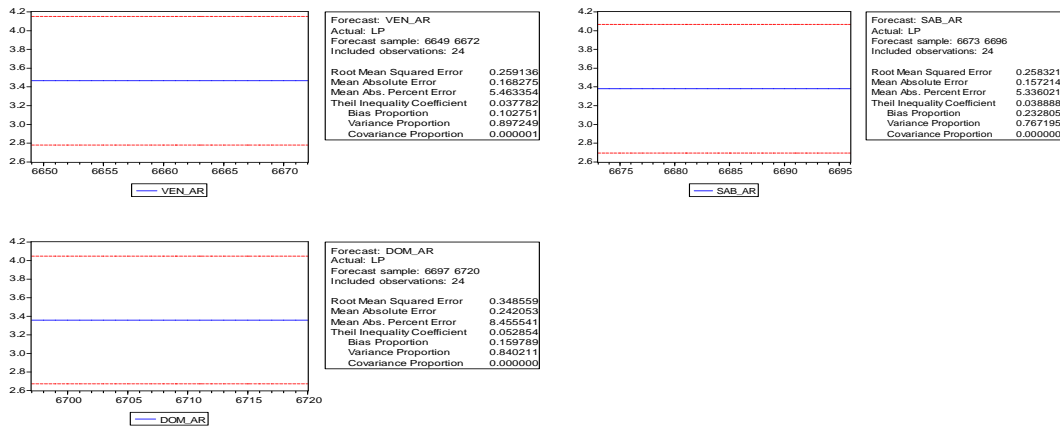 4.2
4.0
3.8
3.6
3.4
3.2
3.0
2.8
2.6
6650 6655 6660 6665 6670
VEN_AR
Forecast: VEN_AR
Actual: LP
Forecast sample: 6649 6672
Included observations: 24
Root Mean Squared Error 0.259136
Mean Absolute Error 0.168275
Mean Abs. Percent Error 5.463354
Theil Inequality Coefficient 0.037782
Bias Proportion 0.102751
Variance Proportion 0.897249
Covariance Proportion 0.000001
4.2
4.0
3.8
3.6
3.4
3.2
3.0
2.8
2.6
6675 6680 6685 6690 6695
SAB_AR
Forecast: SAB_AR
Actual: LP
Forecast sample: 6673 6696
Included observations: 24
Root Mean Squared Error 0.258321
Mean Absolute Error 0.157214
Mean Abs. Percent Error 5.336021
Theil Inequality Coefficient 0.038888
Bias Proportion 0.232805
Variance Proportion 0.767195
Covariance Proportion 0.000000
4.2
4.0
3.8
3.6
3.4
3.2
3.0
2.8
2.6
6700 6705 6710 6715 6720
DOM_AR
Forecast: DOM_AR
Actual: LP
Forecast sample: 6697 6720
Included observations: 24
Root Mean Squared Error 0.348559
Mean Absolute Error 0.242053
Mean Abs. Percent Error 8.455541
Theil Inequality Coefficient 0.052854
Bias Proportion 0.159789
Variance Proportion 0.840211
Covariance Proportion 0.000000